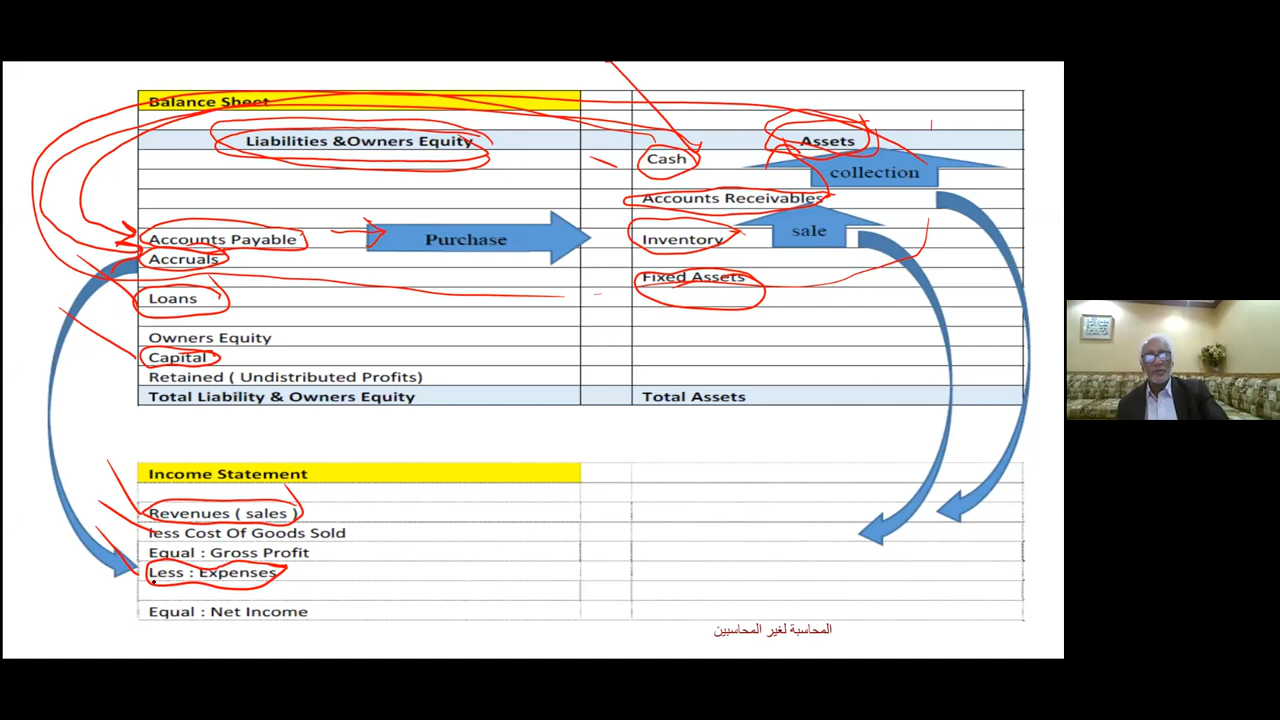 Balance Sheet
Liabilities &Owners Equity
Assets
Cash
collection
Accounts Receivables
sale
Accounts Payable
Purchase
Inventory
Accruals
Fixed Assets
Loans
Owners Equity
Capital
Retained ( Undistributed Profits)
Total Liability & Owners Equity
Total Assets
Income Statement
Revenues ( sales )
less Cost Of Goods Sold
Equal : Gross Profit
Less : Expenses
Equal : Net Income
المحاسبة لغير المحاسبين